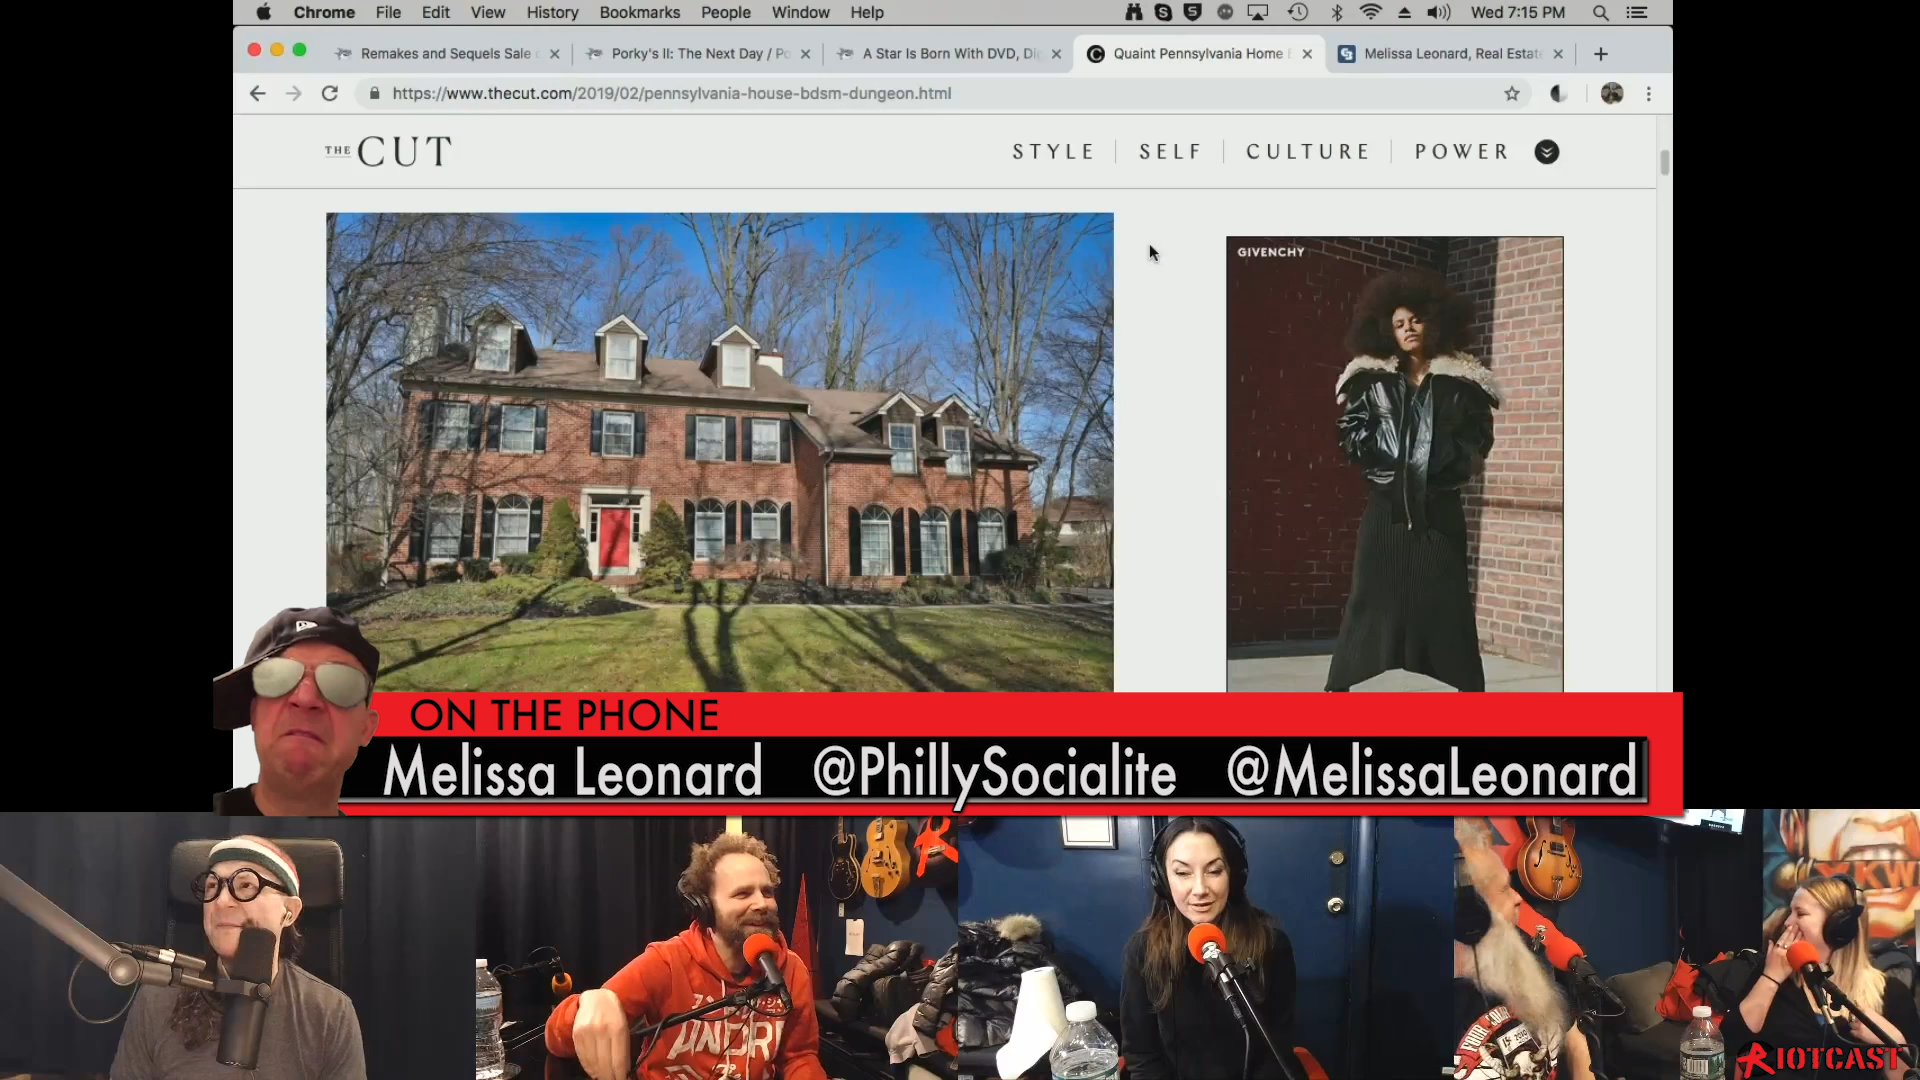 Chrome File Edit View History Bookmarks People Window Help Wed 7:15 PM
Remakes and Sequels Sale
Porky's II: The Next Day / Po
A Star Is Born With DVD, Dig
Quaint Pennsylvania Home
Melissa Leonard, Real Estate
https://www.thecut.com/2019/02/pennsylvania-house-bdsm-dungeon.html
THE CUT
STYLE SELF CULTURE POWER
GIVENCHY
ON THE PHONE
Melissa Leonard @PhillySocialite @MelissaLeonard
RIOTCAST